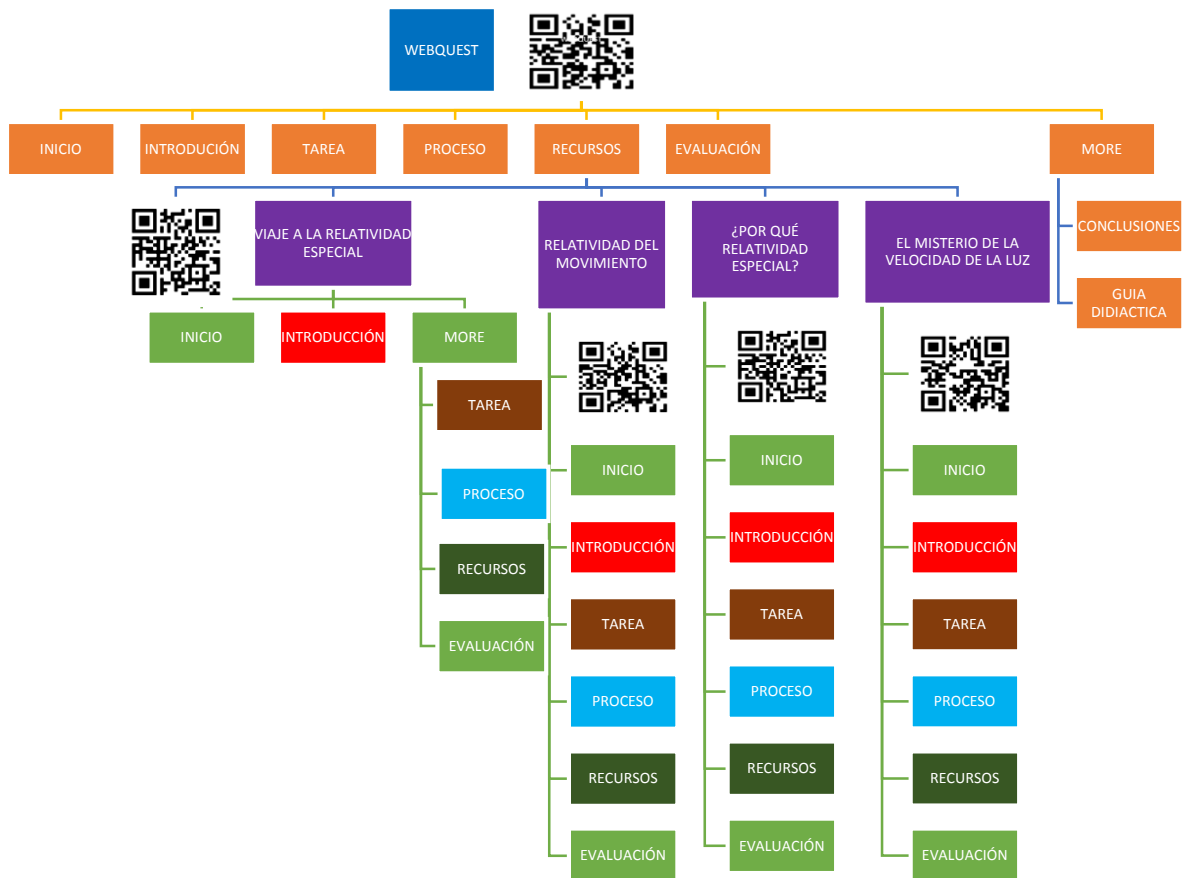 WEBQUEST
INICIO
INTRODUCIÓN
TAREA
PROCESO
RECURSOS
EVALUACIÓN
MORE
VIAJE A LA RELATIVIDAD
ESPECIAL
RELATIVIDAD DEL
MOVIMIENTO
¿POR QUÉ
RELATIVIDAD
ESPECIAL?
EL MISTERIO DE LA
VELOCIDAD DE LA LUZ
CONCLUSIONES
GUIA
DIDIACTICA
INICIO
INTRODUCCIÓN
MORE
TAREA
PROCESO
RECURSOS
EVALUACIÓN
INICIO
INTRODUCCIÓN
TAREA
PROCESO
RECURSOS
EVALUACIÓN
INICIO
INTRODUCCIÓN
TAREA
PROCESO
RECURSOS
EVALUACIÓN
INICIO
INTRODUCCIÓN
TAREA
PROCESO
RECURSOS
EVALUACIÓN